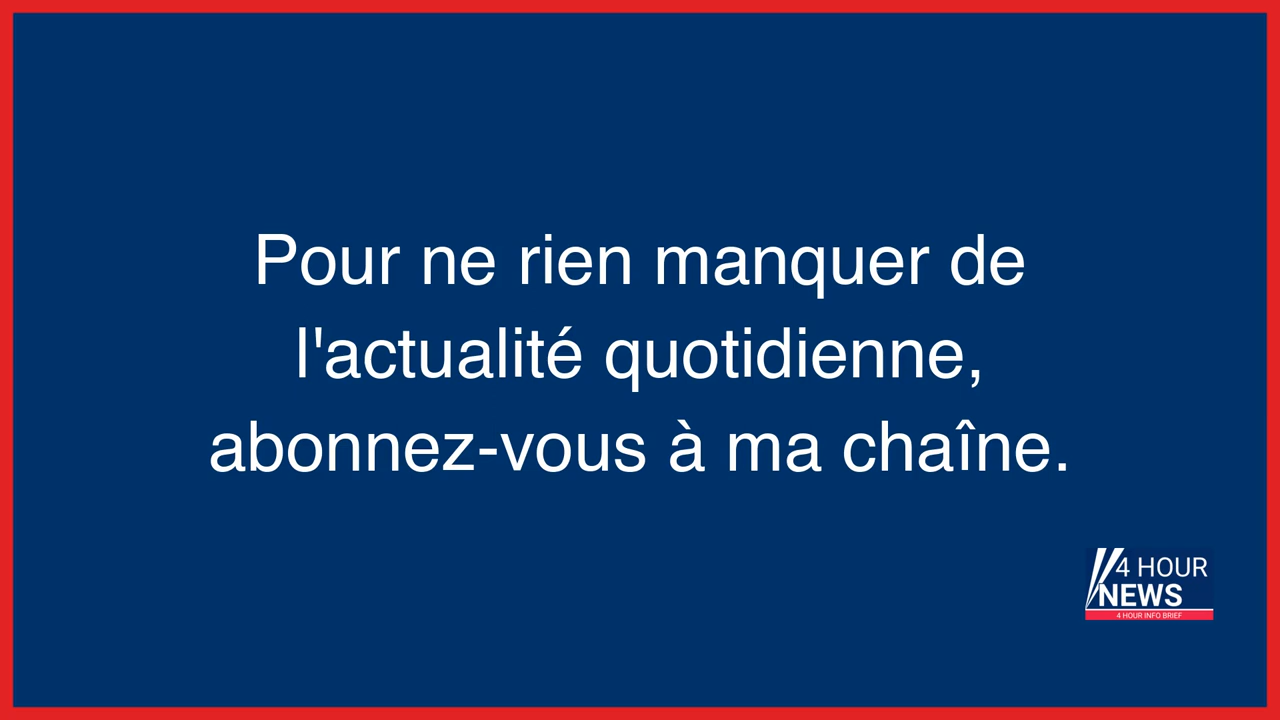 Pour ne rien manquer de
l'actualité quotidienne,
abonnez-vous à ma chaîne.
4 HOUR
NEWS
4 HOUR INFO BRIEF